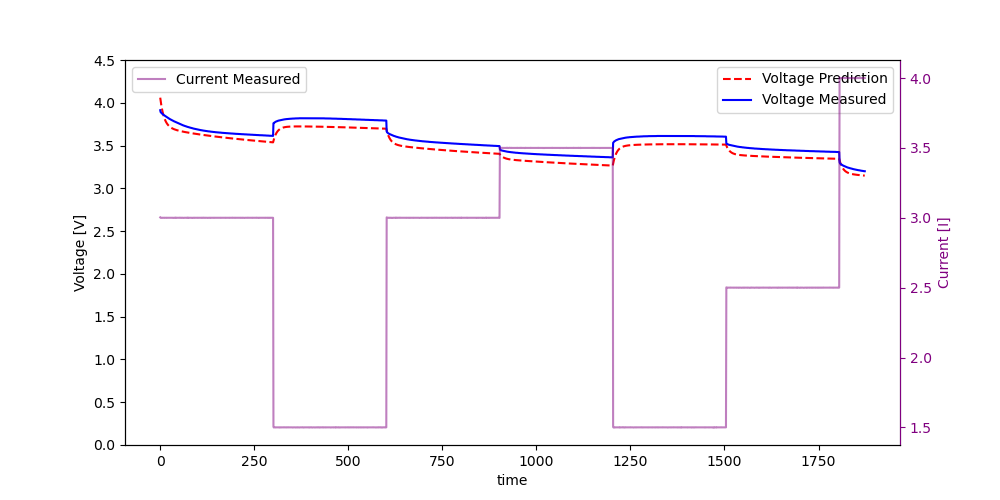 Current Measured
Voltage Prediction
Voltage Measured
4.5
4.0
3.5
3.0
2.5
2.0
1.5
1.0
0.5
0.0
Voltage [V]
4.0
3.5
3.0
2.5
2.0
1.5
Current [I]
0 250 500 750 1000 1250 1500 1750
time